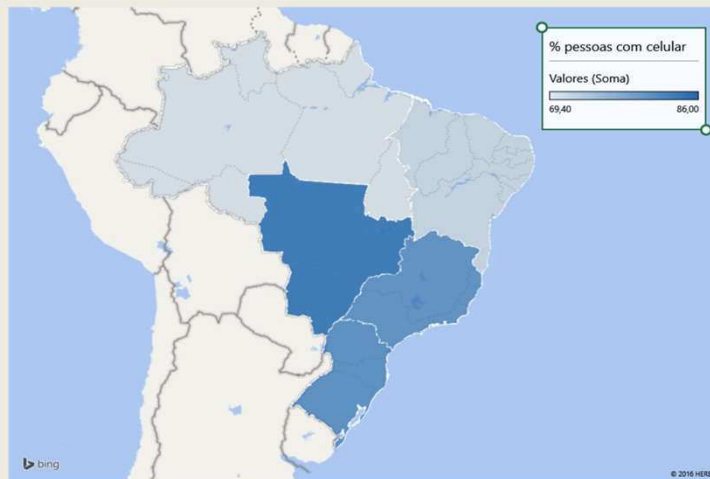 % pessoas com celular
Valores (Soma)
69,40 86,00
bing
© 2016 HERE